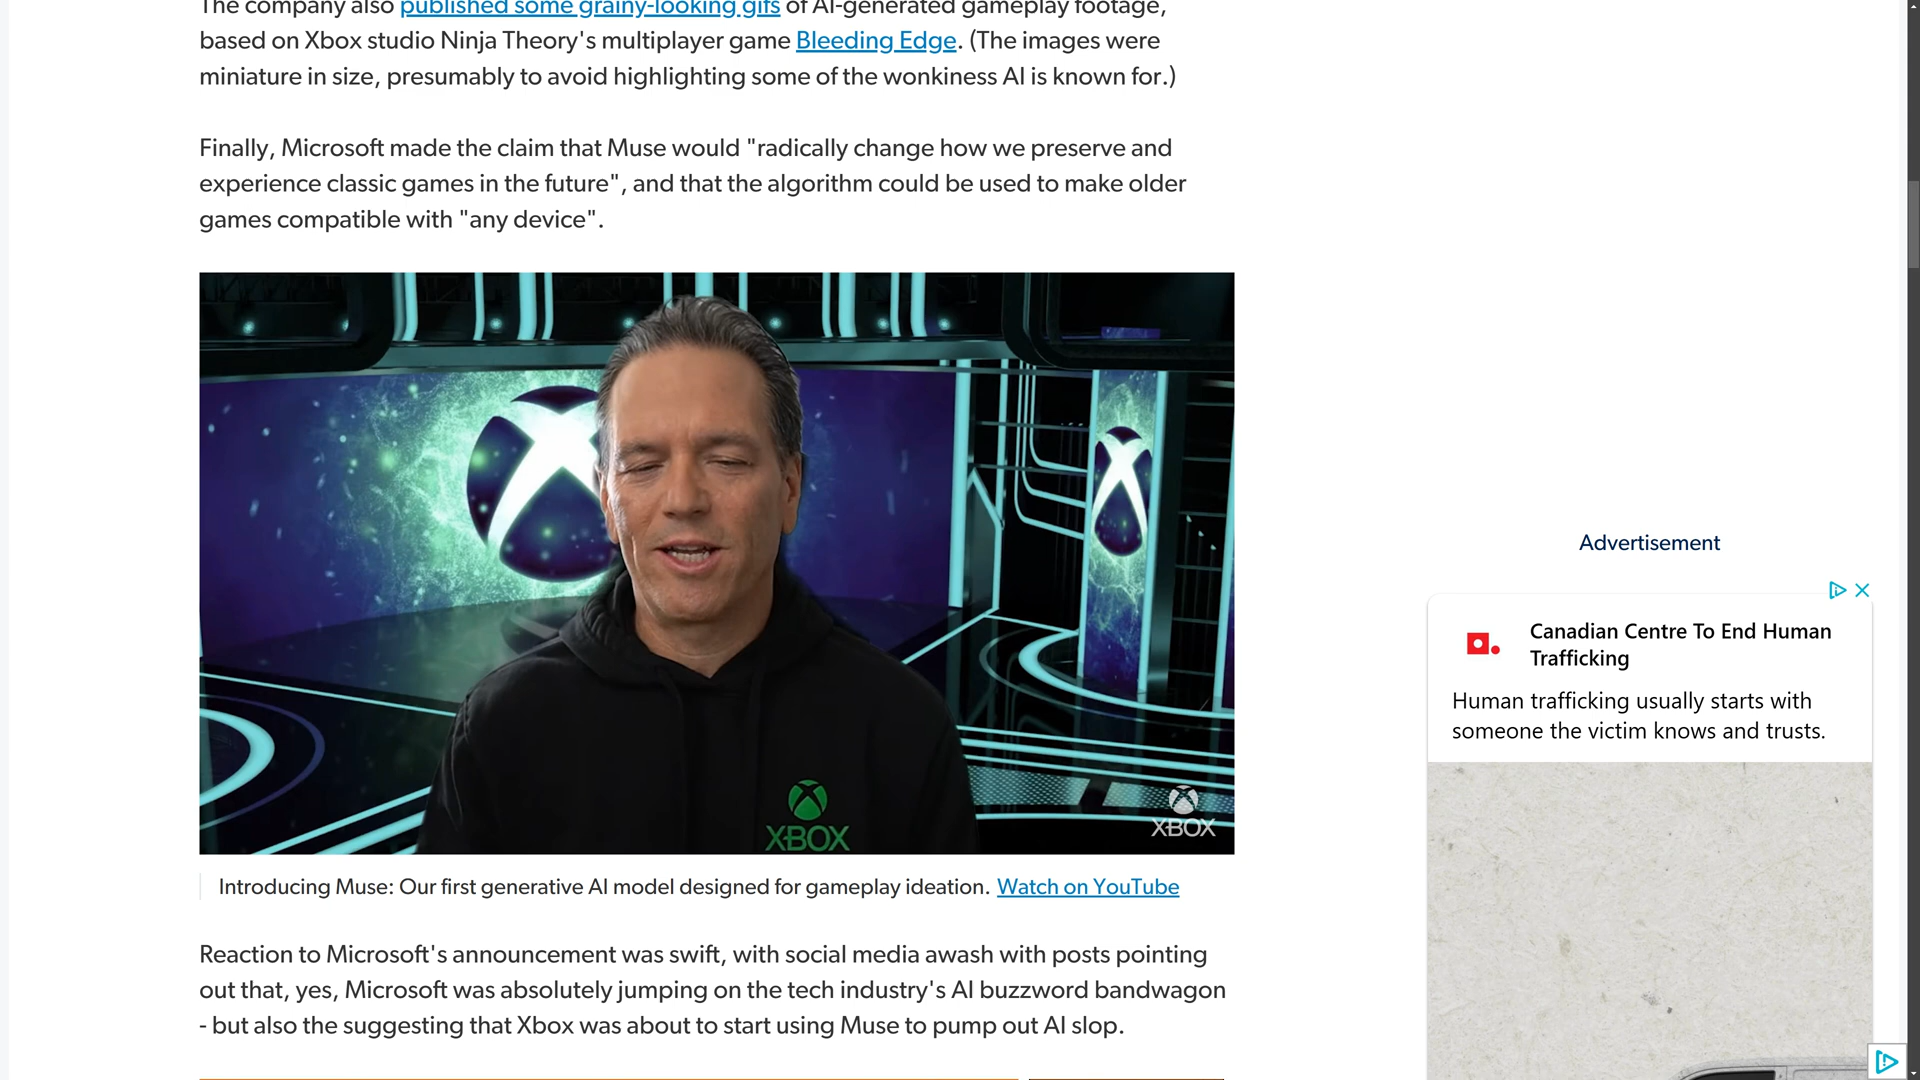 The company also published some grainy-looking gifs of AI-generated gameplay footage,
based on Xbox studio Ninja Theory's multiplayer game Bleeding Edge. (The images were
miniature in size, presumably to avoid highlighting some of the wonkiness AI is known for.)
Finally, Microsoft made the claim that Muse would "radically change how we preserve and
experience classic games in the future", and that the algorithm could be used to make older
games compatible with "any device".
XBOX
XBOX
Introducing Muse: Our first generative AI model designed for gameplay ideation. Watch on YouTube
Reaction to Microsoft's announcement was swift, with social media awash with posts pointing
out that, yes, Microsoft was absolutely jumping on the tech industry's AI buzzword bandwagon
- but also the suggesting that Xbox was about to start using Muse to pump out AI slop.
Advertisement
Canadian Centre To End Human
Trafficking
Human trafficking usually starts with
someone the victim knows and trusts.